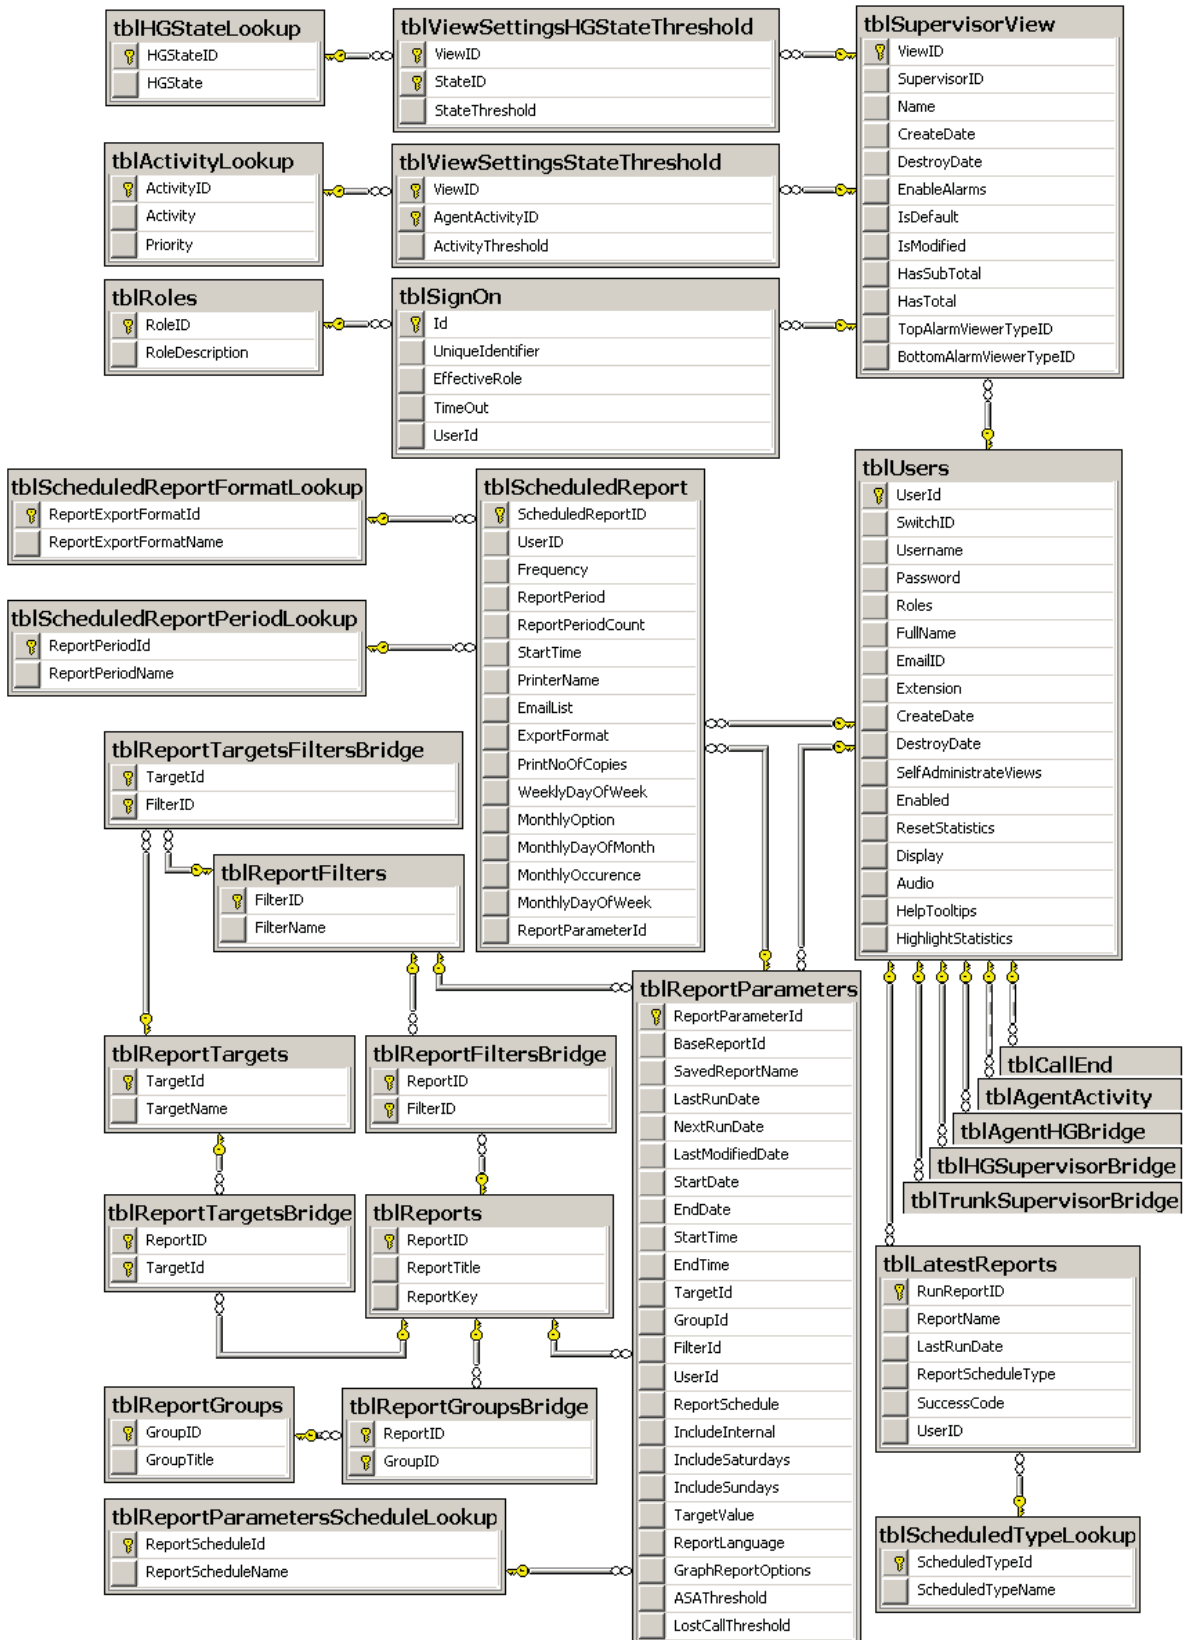 tblHGStateLookup
HGStateID
HGState
tblViewSettingsHGStateThreshold
ViewID
StateID
StateThreshold
tblSupervisorView
ViewID
SupervisorID
Name
CreateDate
DestroyDate
EnableAlarms
IsDefault
IsModified
HasSubTotal
HasTotal
TopAlarmViewerTypeID
BottomAlarmViewerTypeID
tblActivityLookup
ActivityID
Activity
Priority
tblViewSettingsStateThreshold
ViewID
AgentActivityID
ActivityThreshold
tblRoles
RoleID
RoleDescription
tblSignOn
Id
UniqueIdentifier
EffectiveRole
TimeOut
UserId
tblScheduledReportFormatLookup
ReportExportFormatId
ReportExportFormatName
tblScheduledReport
ScheduledReportID
UserID
Frequency
ReportPeriod
ReportPeriodCount
StartTime
PrinterName
EmailList
ExportFormat
PrintNoOfCopies
WeeklyDayOfWeek
MonthlyOption
MonthlyDayOfMonth
MonthlyOccurence
MonthlyDayOfWeek
ReportParameterId
tblUsers
UserId
SwitchID
Username
Password
Roles
FullName
EmailID
Extension
CreateDate
DestroyDate
SelfAdministrateViews
Enabled
ResetStatistics
Display
Audio
HelpTooltips
HighlightStatistics
tblScheduledReportPeriodLookup
ReportPeriodId
ReportPeriodName
tblReportTargetsFiltersBridge
TargetId
FilterID
tblReportFilters
FilterID
FilterName
tblReportTargets
TargetId
TargetName
tblReportFiltersBridge
ReportID
FilterID
tblReportParameters
ReportParameterId
BaseReportId
SavedReportName
LastRunDate
NextRunDate
LastModifiedDate
StartDate
EndDate
StartTime
EndTime
TargetId
GroupId
FilterId
UserId
ReportSchedule
IncludeInternal
IncludeSaturdays
IncludeSundays
TargetValue
ReportLanguage
GraphReportOptions
ASAThreshold
LostCallThreshold
tblCallEnd
tblAgentActivity
tblAgentHGBridge
tblHGSupervisorBridge
tblTrunkSupervisorBridge
tblReportTargetsBridge
ReportID
TargetId
tblReports
ReportID
ReportTitle
ReportKey
tblLatestReports
RunReportID
ReportName
LastRunDate
ReportScheduleType
SuccessCode
UserID
tblReportGroups
GroupID
GroupTitle
tblReportGroupsBridge
ReportID
GroupID
tblReportParametersScheduleLookup
ReportScheduleId
ReportScheduleName
tblScheduledTypeLookup
ScheduledTypeId
ScheduledTypeName